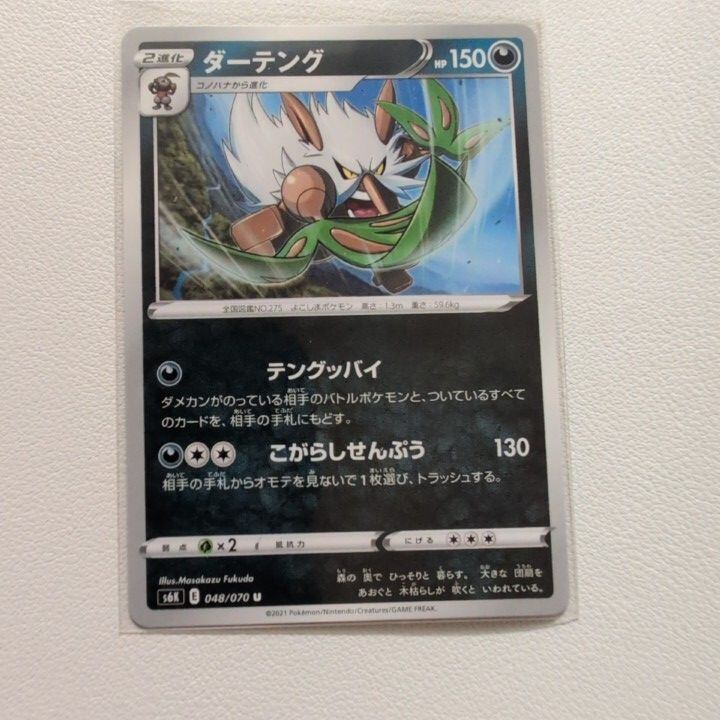 2進化 ダーテング HP 150
コノハナから進化
全国図鑑NO.275 よこしまポケモン 高さ:1.3m 重さ:59.6kg
テングッバイ
ダメカンがのっている相手のバトルポケモンと、ついているすべて
のカードを、相手の手札にもどす。
こがらしせんぷう 130
相手の手札からオモテを見ないで1枚選び、トラッシュする。
弱点 ×2 抵抗力 にげる
Illus.Masakazu Fukuda
S6K E 048/070 U
森の奥でひっそりと暮らす。大きな団扇を
あおぐと木枯らしが吹くといわれている。
©2021 Pokémon/Nintendo/Creatures/GAME FREAK.